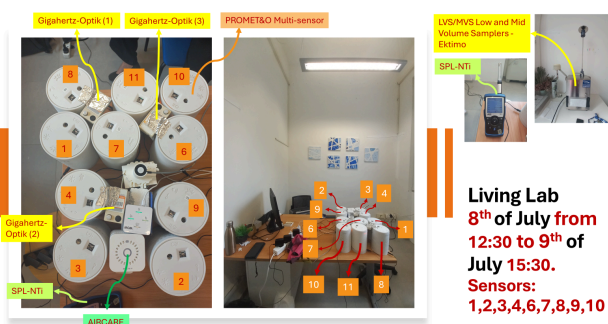 Gigahertz-Optik (1)
Gigahertz-Optik (3)
PROMET&O Multi-sensor
LVS/MVS Low and Mid
Volume Samplers -
Ektimo
SPL-NTi
8
11
10
1
7
6
4
9
3
2
Gigahertz-
Optik (2)
SPL-NTi
AIRCARE
2
3
4
9
6
1
7
10
11
8
Living Lab
8th of July from
12:30 to 9th of
July 15:30.
Sensors:
1,2,3,4,6,7,8,9,10